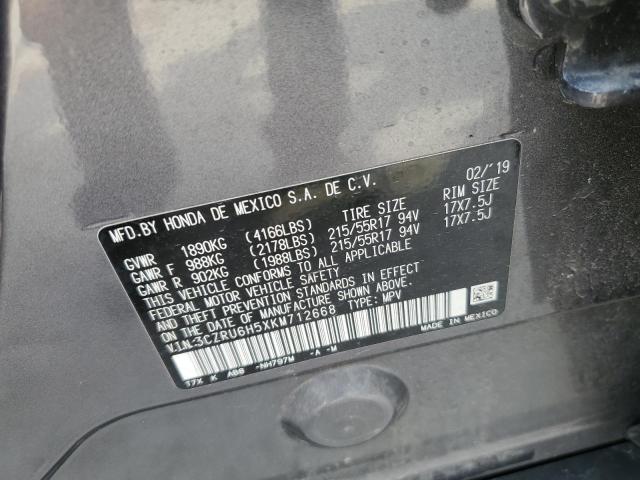 MFD.BY HONDA DE MEXICO S.A. DE C.V. 02/'19
TIRE SIZE RIM SIZE
GVWR 1890KG (4166LBS)
GAWR F 988KG (2178LBS) 215/55R17 94V 17X7.5J
GAWR R 902KG (1988LBS) 215/55R17 94V 17X7.5J
THIS VEHICLE CONFORMS TO ALL APPLICABLE
FEDERAL MOTOR VEHICLE SAFETY
AND THEFT PREVENTION STANDARDS IN EFFECT
ON THE DATE OF MANUFACTURE SHOWN ABOVE.
V.I.N.3CZRU6H5XKM712668 TYPE: MPV
MADE IN MEXICO
17X K ABS -NH797M -A -M